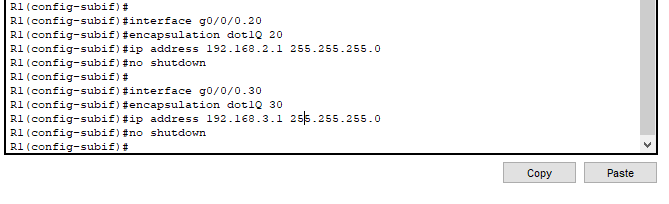 R1(config-subif)#
R1(config-subif)#interface g0/0/0.20
R1(config-subif)#encapsulation dot1Q 20
R1(config-subif)#ip address 192.168.2.1 255.255.255.0
R1(config-subif)#no shutdown
R1(config-subif)#
R1(config-subif)#interface g0/0/0.30
R1(config-subif)#encapsulation dot1Q 30
R1(config-subif)#ip address 192.168.3.1 255.255.255.0
R1(config-subif)#no shutdown
R1(config-subif)#
Copy Paste